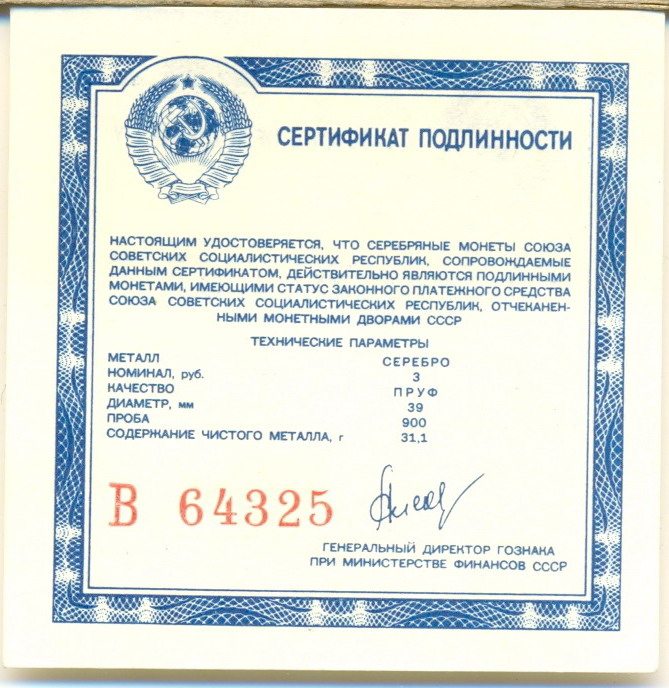 СЕРТИФИКАТ ПОДЛИННОСТИ
НАСТОЯЩИМ УДОСТОВЕРЯЕТСЯ, ЧТО СЕРЕБРЯНЫЕ МОНЕТЫ СОЮЗА
СОВЕТСКИХ СОЦИАЛИСТИЧЕСКИХ РЕСПУБЛИК, СОПРОВОЖДАЕМЫЕ
ДАННЫМ СЕРТИФИКАТОМ, ДЕЙСТВИТЕЛЬНО ЯВЛЯЮТСЯ ПОДЛИННЫМИ
МОНЕТАМИ, ИМЕЮЩИМИ СТАТУС ЗАКОННОГО ПЛАТЕЖНОГО СРЕДСТВА
СОЮЗА СОВЕТСКИХ СОЦИАЛИСТИЧЕСКИХ РЕСПУБЛИК, ОТЧЕКАНЕН-
НЫМИ МОНЕТНЫМИ ДВОРАМИ СССР
ТЕХНИЧЕСКИЕ ПАРАМЕТРЫ
МЕТАЛЛ СЕРЕБРО
НОМИНАЛ, руб. 3
КАЧЕСТВО ПРУФ
ДИАМЕТР, мм 39
ПРОБА 900
СОДЕРЖАНИЕ ЧИСТОГО МЕТАЛЛА, г 31,1
В 64325
ГЕНЕРАЛЬНЫЙ ДИРЕКТОР ГОЗНАКА
ПРИ МИНИСТЕРСТВЕ ФИНАНСОВ СССР